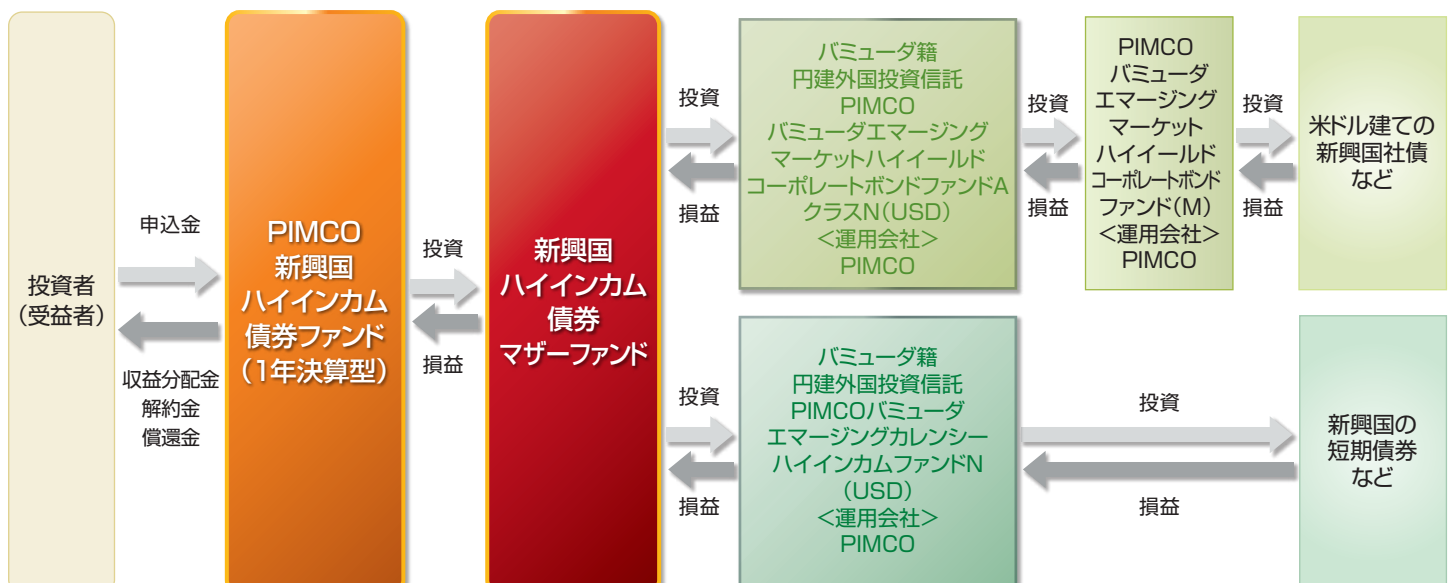 投資者
(受益者)
申込金
収益分配金
解約金
償還金
PIMCO
新興国
ハイインカム
債券ファンド
(1年決算型)
投資
損益
新興国
ハイインカム
債券
マザーファンド
投資
損益
バミューダ籍
円建外国投資信託
PIMCO
バミューダエマージング
マーケットハイイールド
コーポレートボンドファンドA
クラスN(USD)
<運用会社>
PIMCO
投資
損益
PIMCO
バミューダ
エマージング
マーケット
ハイイールド
コーポレートボンド
ファンド(M)
<運用会社>
PIMCO
投資
損益
米ドル建ての
新興国社債
など
投資
損益
バミューダ籍
円建外国投資信託
PIMCOバミューダ
エマージングカレンシー
ハイインカムファンドN
(USD)
<運用会社>
PIMCO
投資
損益
新興国の
短期債券
など